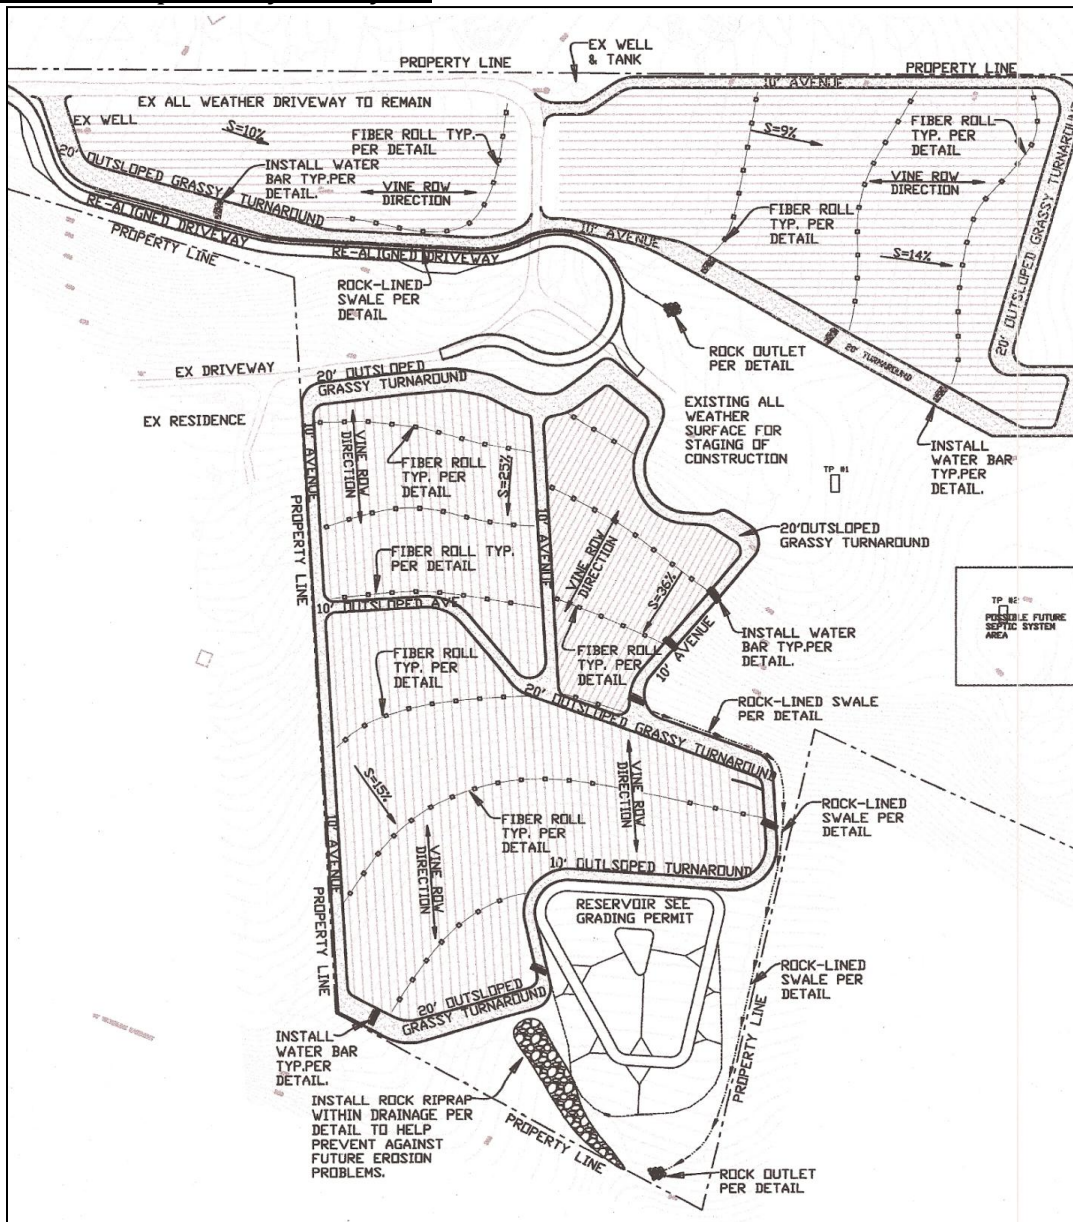 EX WELL
& TANK
PROPERTY LINE
10' AVENUE
PROPERTY LINE
EX ALL WEATHER DRIVEWAY TO REMAIN
EX WELL
S=10%
FIBER ROLL TYP.
PER DETAIL
S=9%
FIBER ROLL
TYP. PER
DETAIL
20' OUTSLOPED GRASSY TURNAROUND
INSTALL WATER
BAR TYP.PER
DETAIL.
VINE ROW
DIRECTION
VINE ROW
DIRECTION
20' OUTSLOPED GRASSY TURNAROUND
RE-ALIGNED DRIVEWAY
PROPERTY LINE
RE-ALIGNED DRIVEWAY
10' AVENUE
FIBER ROLL
TYP. PER
DETAIL
S=14%
ROCK-LINED
SWALE PER
DETAIL
ROCK OUTLET
PER DETAIL
20' TURNAROUND
EX DRIVEWAY
20' OUTSLOPED
GRASSY TURNAROUND
EX RESIDENCE
EXISTING ALL
WEATHER
SURFACE FOR
STAGING OF
CONSTRUCTION
INSTALL
WATER BAR
TYP.PER
DETAIL.
10' AVENUE
VINE ROW
DIRECTION
FIBER ROLL
TYP. PER
DETAIL
S=25%
TP #1
PROPERTY LINE
10' AVENUE
VINE ROW
DIRECTION
20'OUTSLOPED
GRASSY TURNAROUND
FIBER ROLL TYP.
PER DETAIL
S=36%
10' OUTSLOPED AVE
TP #2
POSSIBLE FUTURE
SEPTIC SYSTEM
AREA
INSTALL WATER
BAR TYP.PER
DETAIL.
FIBER ROLL
TYP. PER
DETAIL
FIBER ROLL
TYP. PER
DETAIL
10' AVENUE
20' OUTSLOPED GRASSY TURNAROUND
ROCK-LINED SWALE
PER DETAIL
S=15%
VINE ROW
DIRECTION
FIBER ROLL
TYP. PER
DETAIL
ROCK-LINED
SWALE PER
DETAIL
10' AVENUE
VINE ROW
DIRECTION
10' OUTLSOPED TURNAROUND
PROPERTY LINE
RESERVOIR SEE
GRADING PERMIT
ROCK-LINED
SWALE PER
DETAIL
20' OUTSLOPED
GRASSY TURNAROUND
PROPERTY LINE
INSTALL
WATER BAR
TYP.PER
DETAIL.
INSTALL ROCK RIPRAP
WITHIN DRAINAGE PER
DETAIL TO HELP
PREVENT AGAINST
FUTURE EROSION
PROBLEMS.
PROPERTY LINE
ROCK OUTLET
PER DETAIL